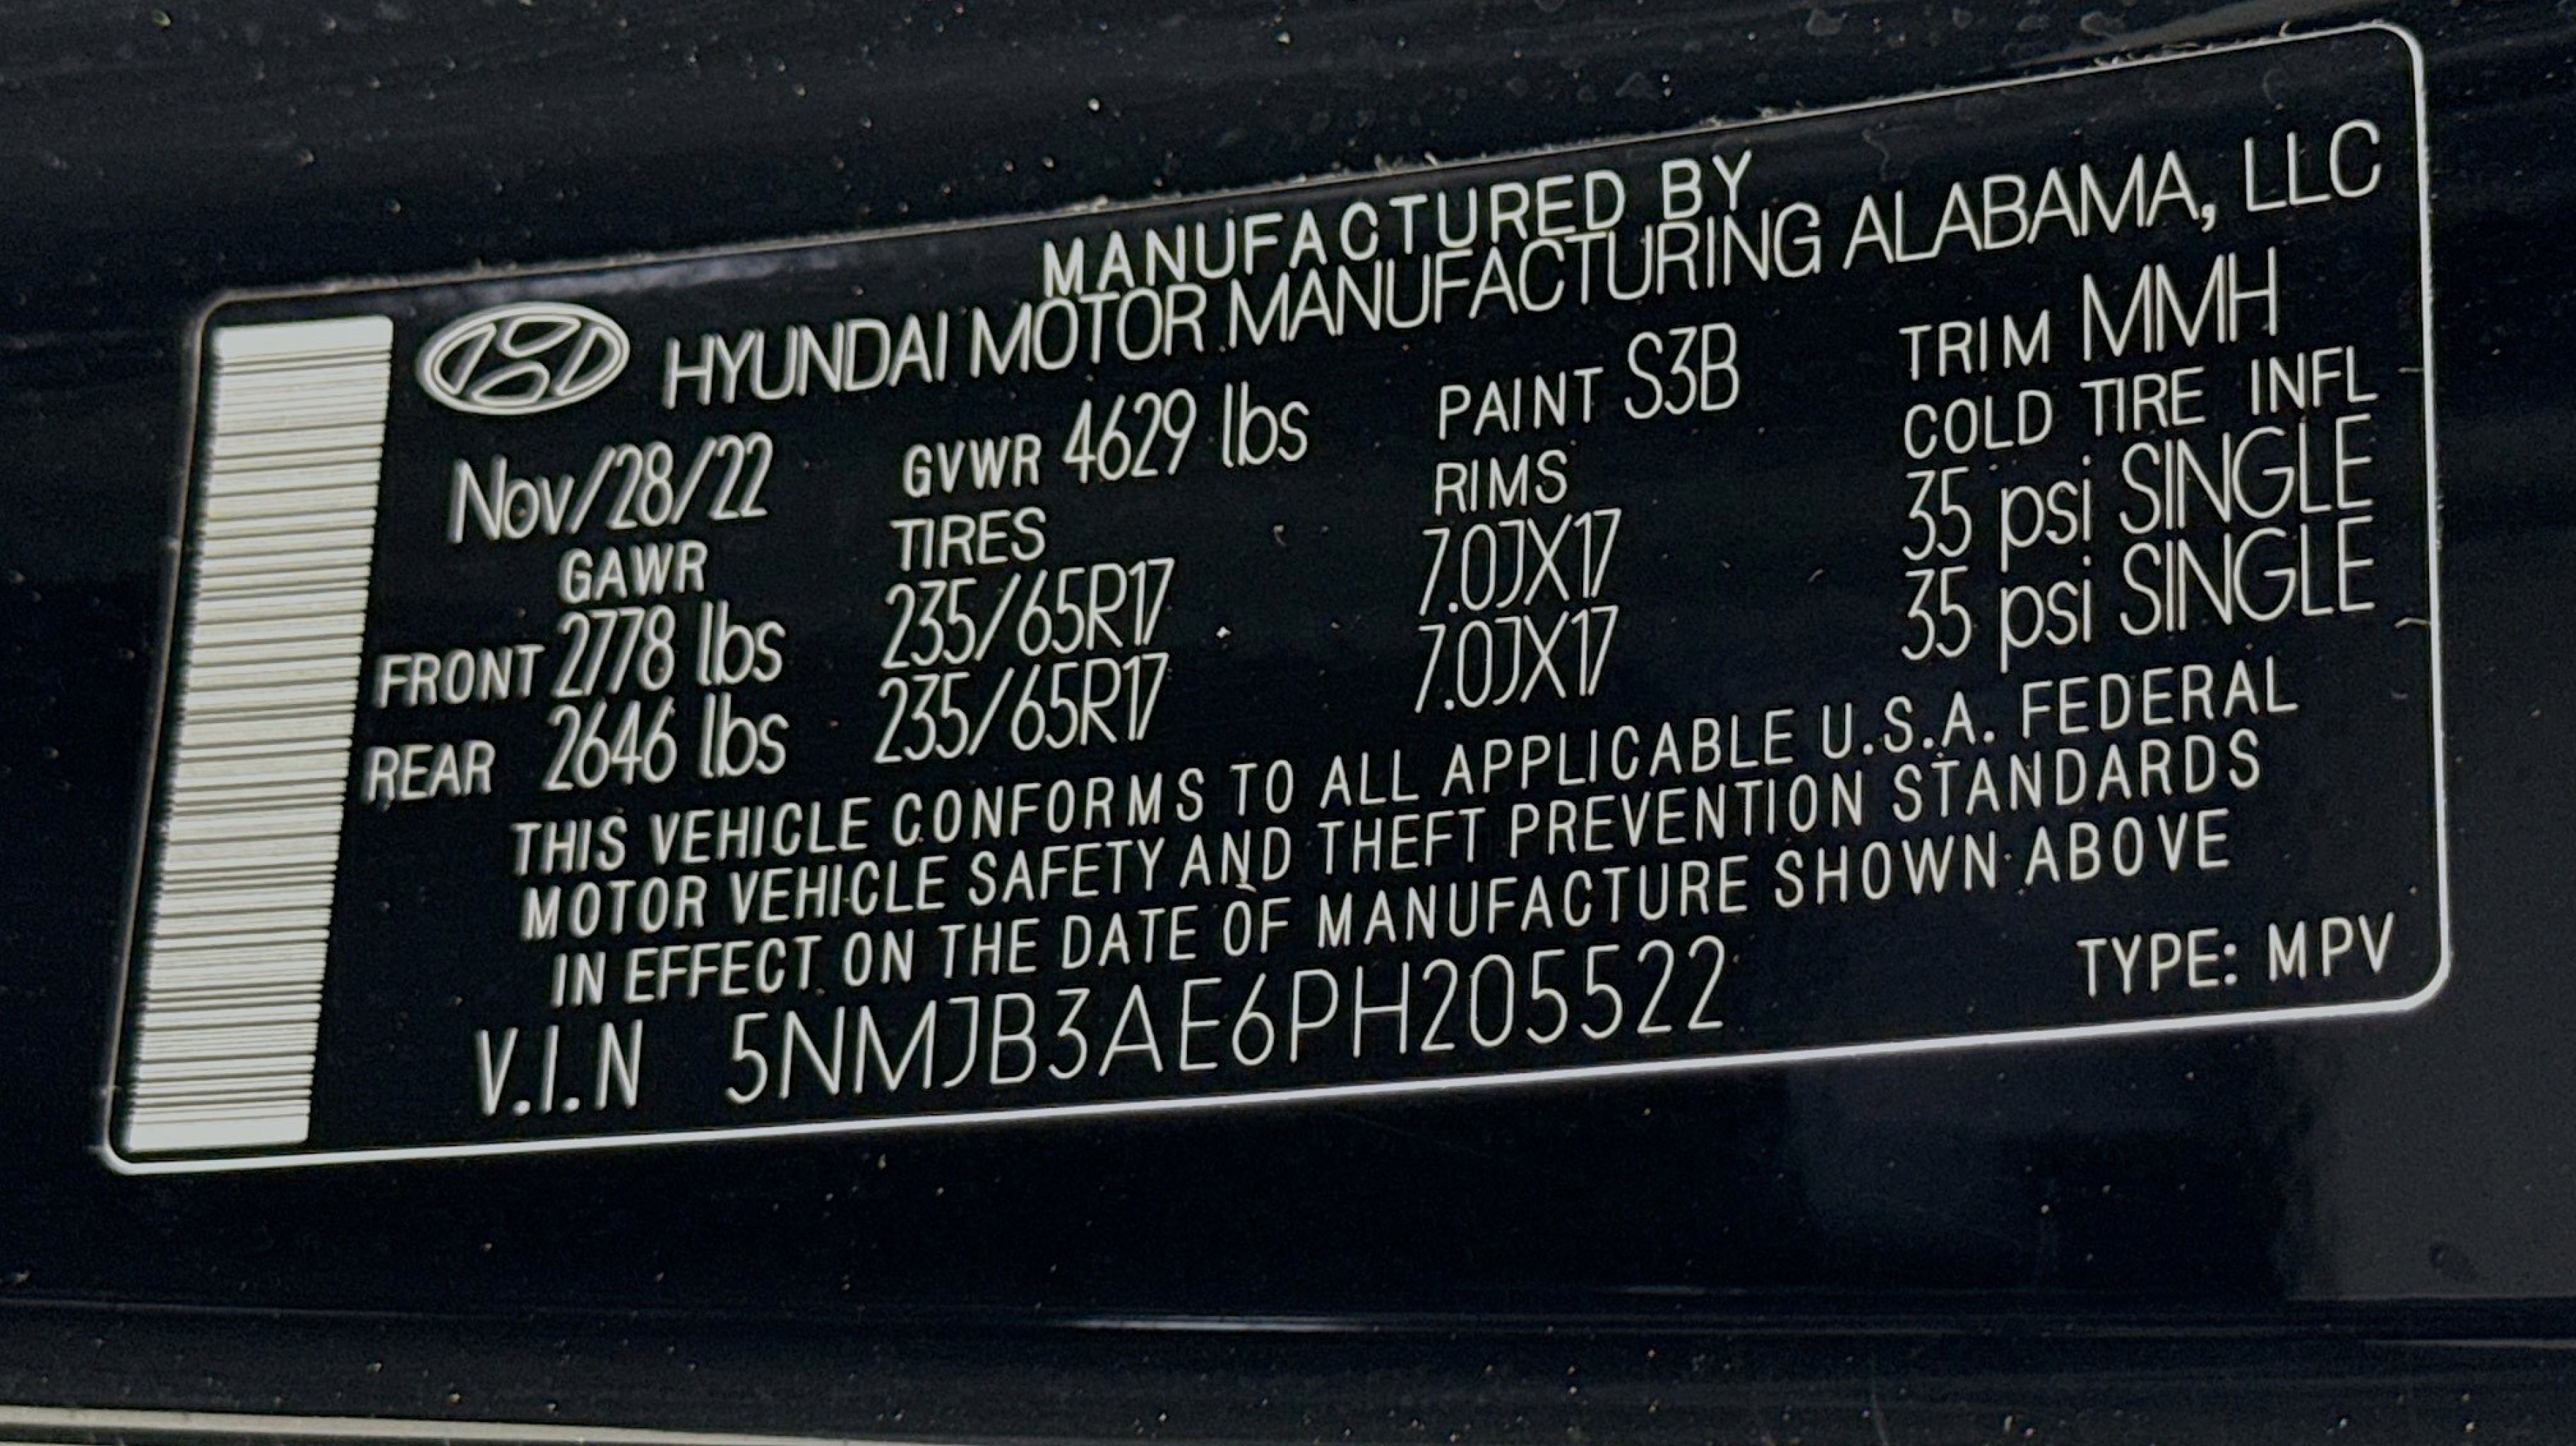 MANUFACTURED BY
HYUNDAI MOTOR MANUFACTURING ALABAMA, LLC
Nov/28/22 GVWR 4629 lbs PAINT S3B TRIM MMH
GAWR TIRES RIMS COLD TIRE INFL
FRONT 2778 lbs 235/65R17 7.0JX17 35 psi SINGLE
REAR 2646 lbs 235/65R17 7.0JX17 35 psi SINGLE
THIS VEHICLE CONFORMS TO ALL APPLICABLE U.S.A. FEDERAL
MOTOR VEHICLE SAFETY AND THEFT PREVENTION STANDARDS
IN EFFECT ON THE DATE OF MANUFACTURE SHOWN ABOVE
V.I.N 5NMJB3AE6PH205522 TYPE: MPV